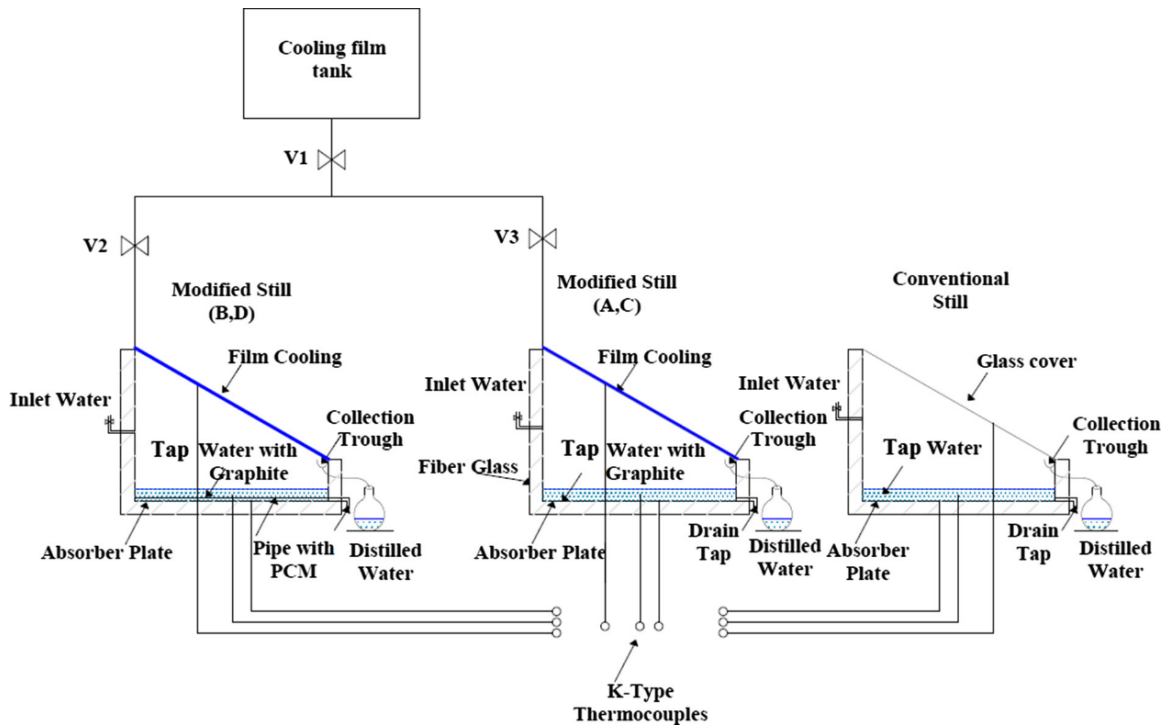 Cooling film
tank
V1
V2
V3
Modified Still
(B,D)
Modified Still
(A,C)
Conventional
Still
Film Cooling
Film Cooling
Glass cover
Inlet Water
Inlet Water
Inlet Water
Collection
Trough
Collection
Trough
Collection
Trough
Tap Water with
Graphite
Fiber Glass
Tap Water with
Graphite
Tap Water
Absorber Plate
Pipe with
PCM
Distilled
Water
Absorber Plate
Drain
Tap
Distilled
Water
Absorber
Plate
Drain
Tap
Distilled
Water
K-Type
Thermocouples